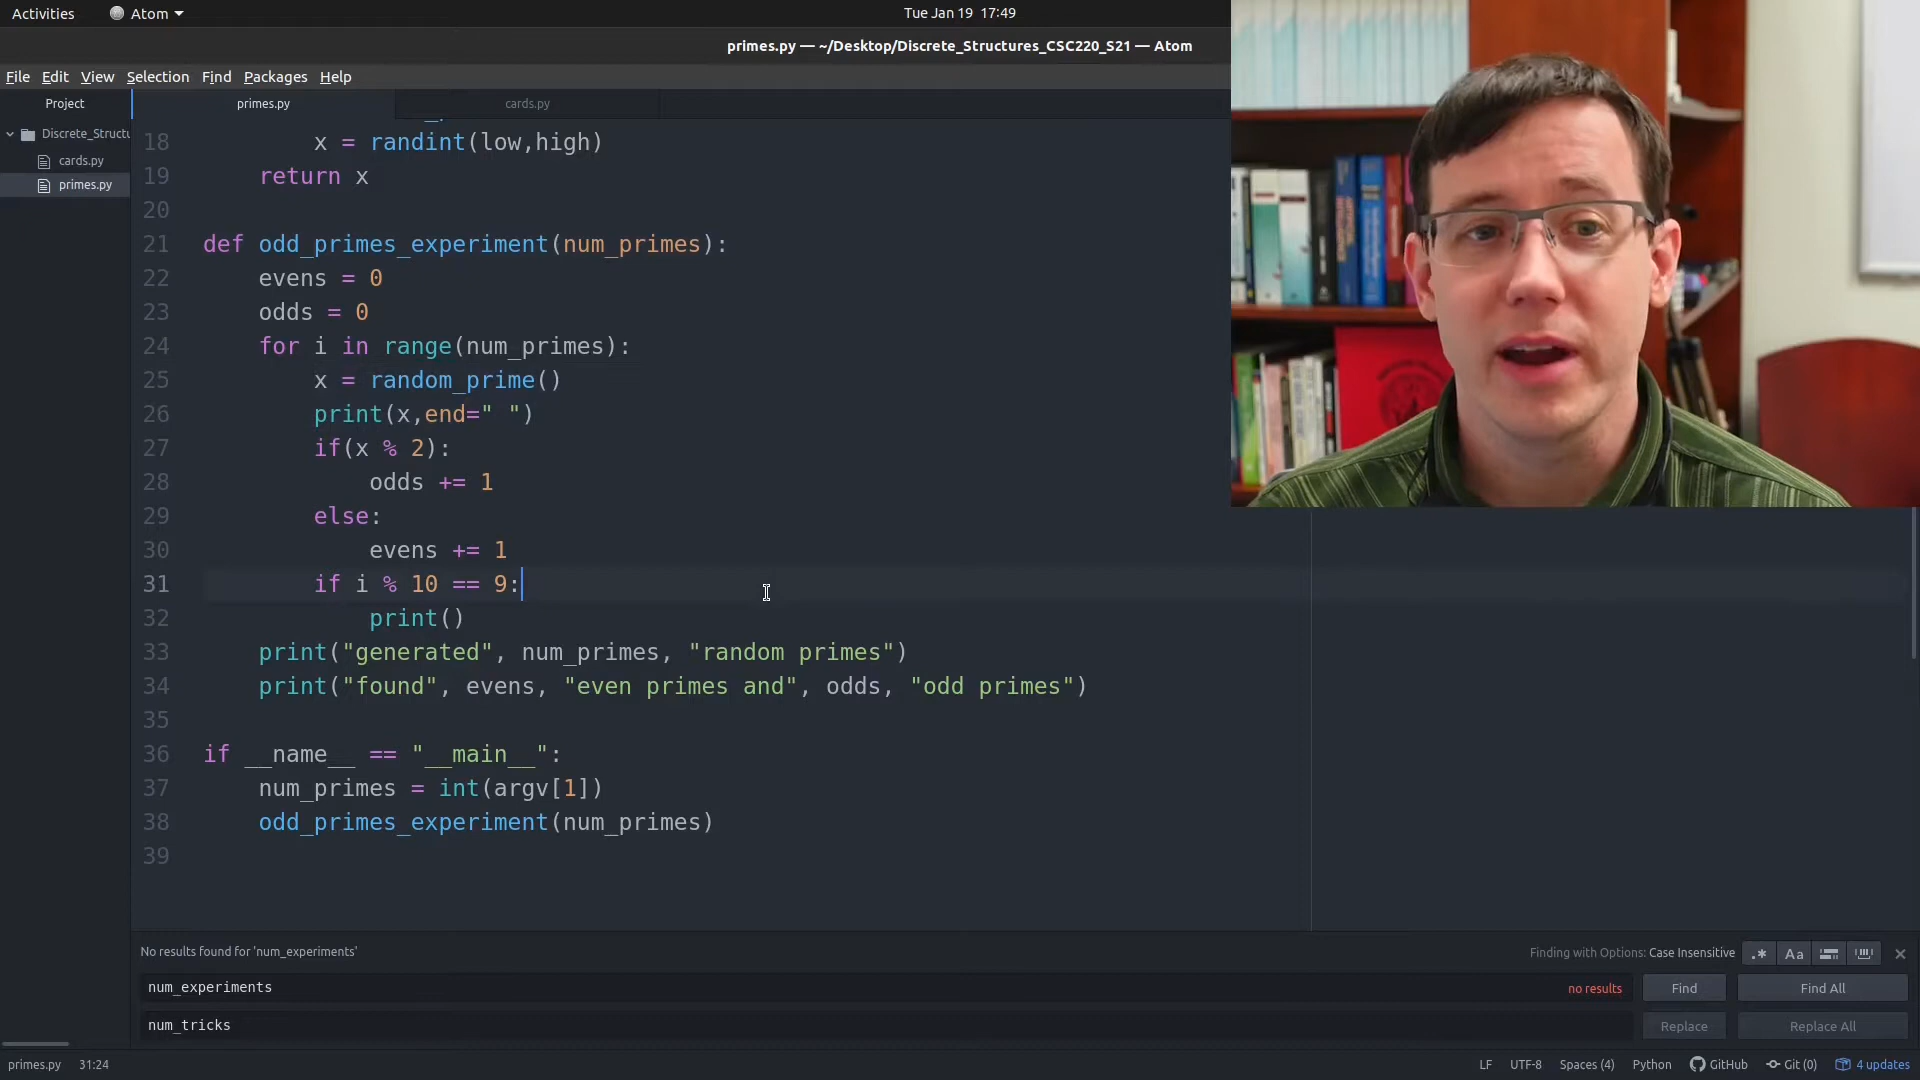 Activities
Atom
Tue Jan 19 17:49
primes.py — ~/Desktop/Discrete_Structures_CSC220_S21 — Atom
File Edit View Selection Find Packages Help
Project
primes.py
cards.py
Discrete_Structu
cards.py
primes.py
18 x = randint(low,high)
19 return x
20
21 def odd_primes_experiment(num_primes):
22 evens = 0
23 odds = 0
24 for i in range(num_primes):
25 x = random_prime()
26 print(x,end=" ")
27 if(x % 2):
28 odds += 1
29 else:
30 evens += 1
31 if i % 10 == 9:
32 print()
33 print("generated", num_primes, "random primes")
34 print("found", evens, "even primes and", odds, "odd primes")
35
36 if __name__ == "__main__":
37 num_primes = int(argv[1])
38 odd_primes_experiment(num_primes)
39
No results found for 'num_experiments'
Finding with Options: Case Insensitive
.* Aa
num_experiments
no results
Find
Find All
num_tricks
Replace
Replace All
primes.py 31:24
LF UTF-8 Spaces (4) Python GitHub Git (0) 4 updates